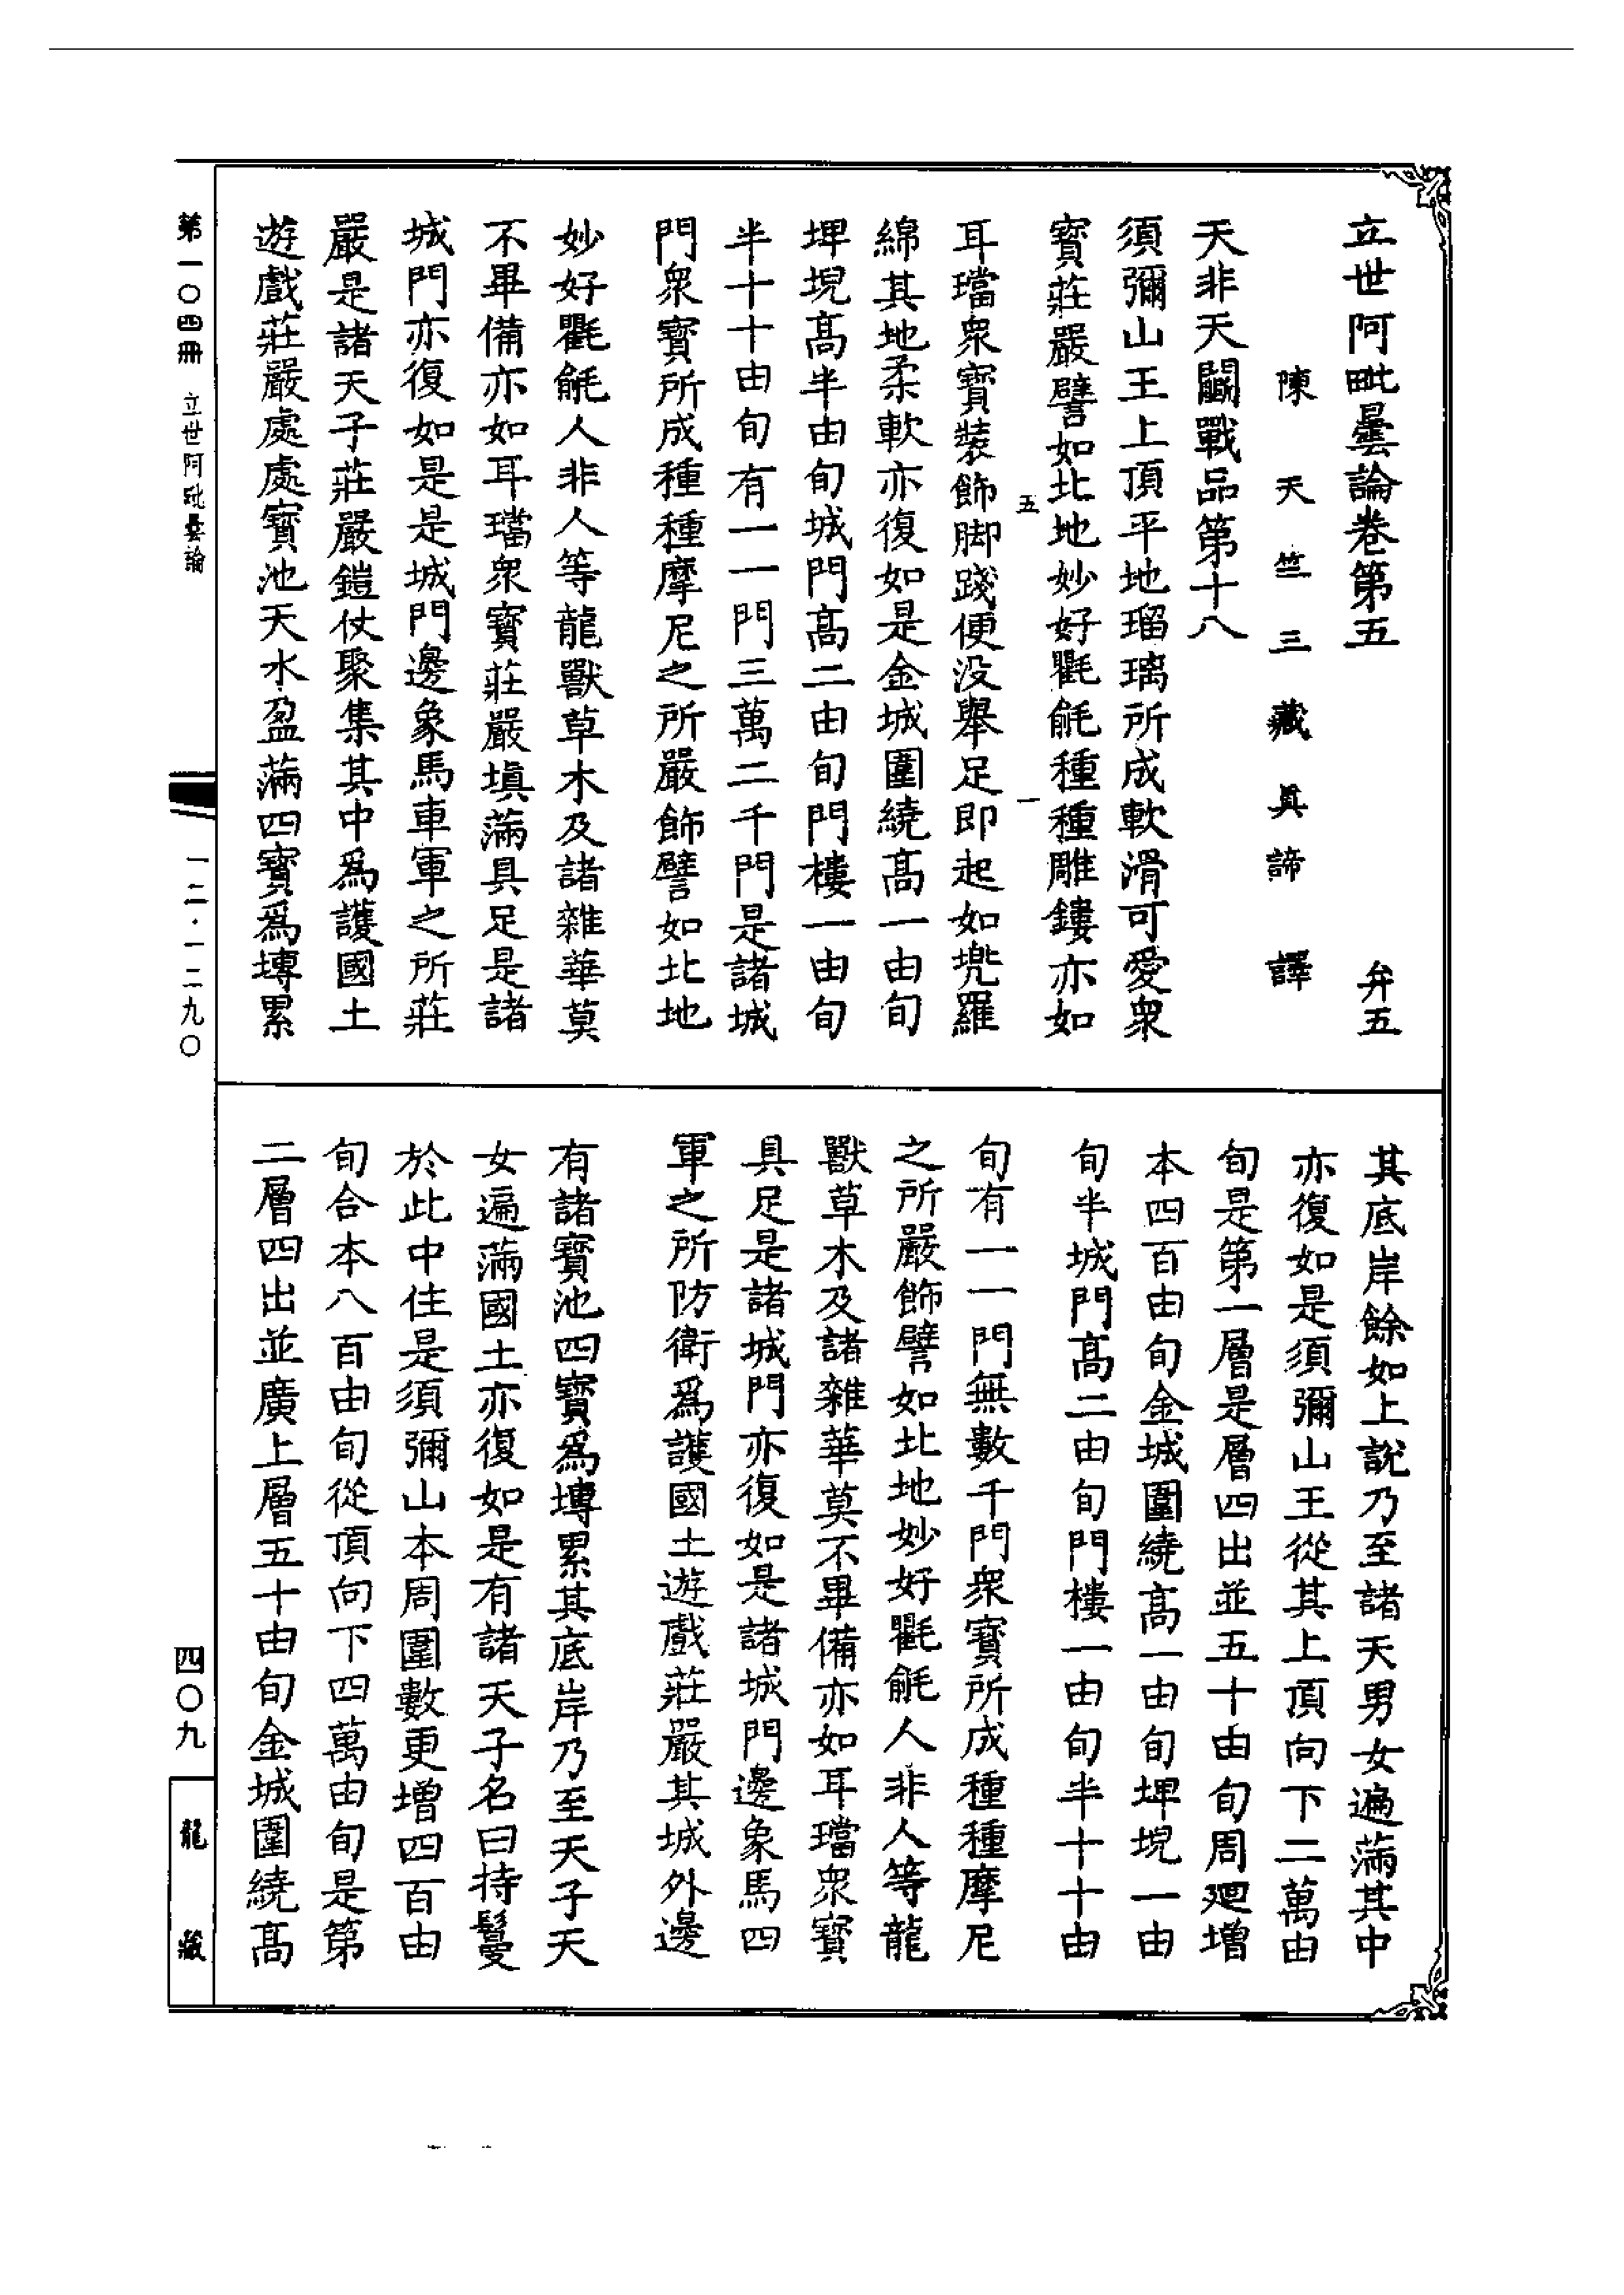 立世阿毗曇論卷第五　弁五
陳天竺三藏真諦譯
天非天鬬戰品第十八
須彌山王上頂平地瑠璃所成軟滑可愛衆
寶莊嚴譬如北地妙好氍毹種種雕鏤亦如
五　一
耳璫衆寶裝飾脚踐便没舉足即起如兜羅
綿其地柔軟亦復如是金城圍繞高一由旬
埤堄高半由旬城門高二由旬門樓一由旬
半十十由旬有一一門三萬二千門是諸城
門衆寶所成種種摩尼之所嚴飾譬如北地
妙好氍毹人非人等龍獸草木及諸雜華莫
不畢備亦如耳璫衆寶莊嚴填滿具足是諸
城門亦復如是是城門邊象馬車軍之所莊
嚴是諸天子莊嚴鎧仗聚集其中為護國土
遊戲莊嚴處處寶池天水盈滿四寶為塼累
其底岸餘如上說乃至諸天男女遍滿其中
亦復如是須彌山王從其上頂向下二萬由
旬是第一層是層四出並五十由旬周廻增
本四百由旬金城圍繞高一由旬埤堄一由
旬半城門高二由旬門樓一由旬半十十由
旬有一一門無數千門衆寶所成種種摩尼
之所嚴飾譬如北地妙好氍毹人非人等龍
獸草木及諸雜華莫不畢備亦如耳璫衆寶
具足是諸城門亦復如是諸城門邊象馬四
軍之所防衛為護國土遊戲莊嚴其城外邊
有諸寶池四寶為塼累其底岸乃至天子天
女遍滿國土亦復如是有諸天子名曰持鬘
於此中住是須彌山本周圍數更增四百由
旬合本八百由旬從頂向下四萬由旬是第
二層四出並廣上層五十由旬金城圍繞高
第一〇四冊　立世阿毗曇論　一二·一二九〇　四〇九　龍藏